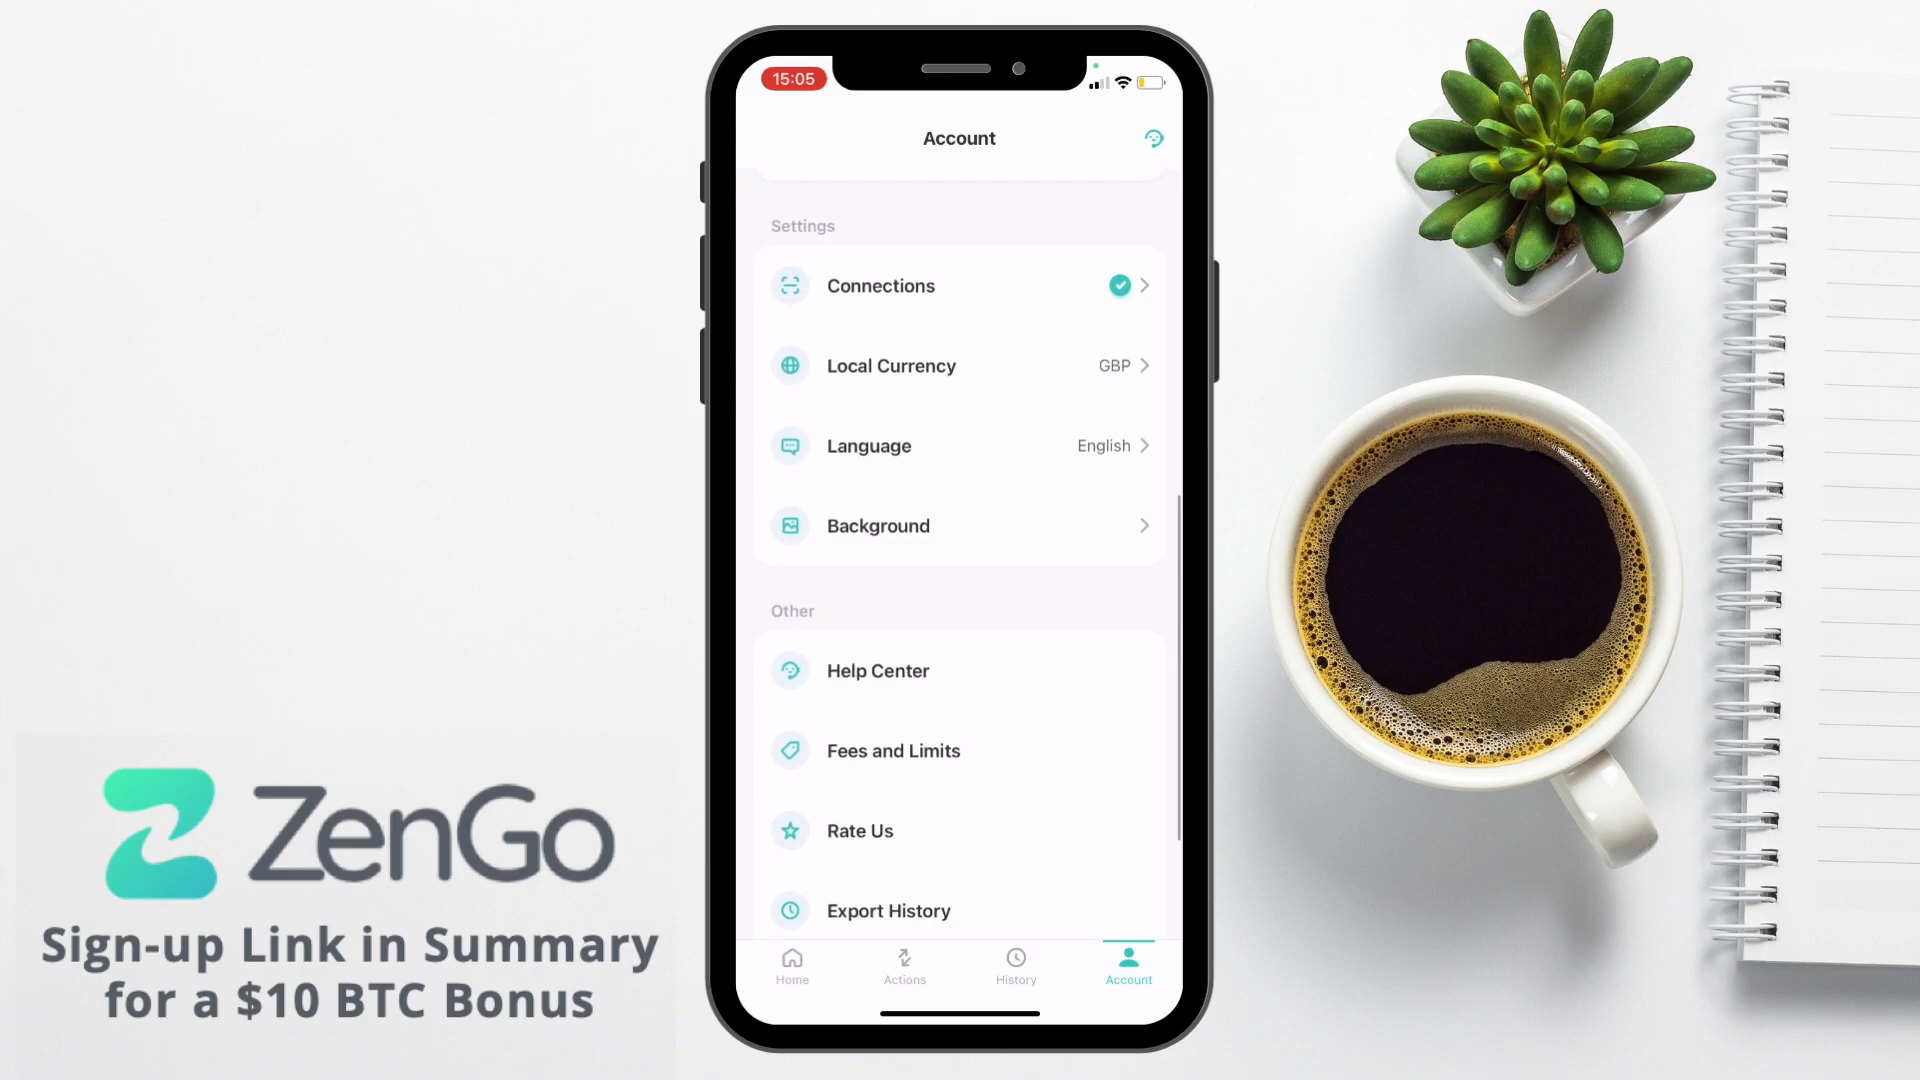 15:05
Account
Settings
Connections
Local Currency GBP
Language English
Background
Other
Help Center
Fees and Limits
Rate Us
Export History
Home Actions History Account
ZenGo
Sign-up Link in Summary
for a $10 BTC Bonus